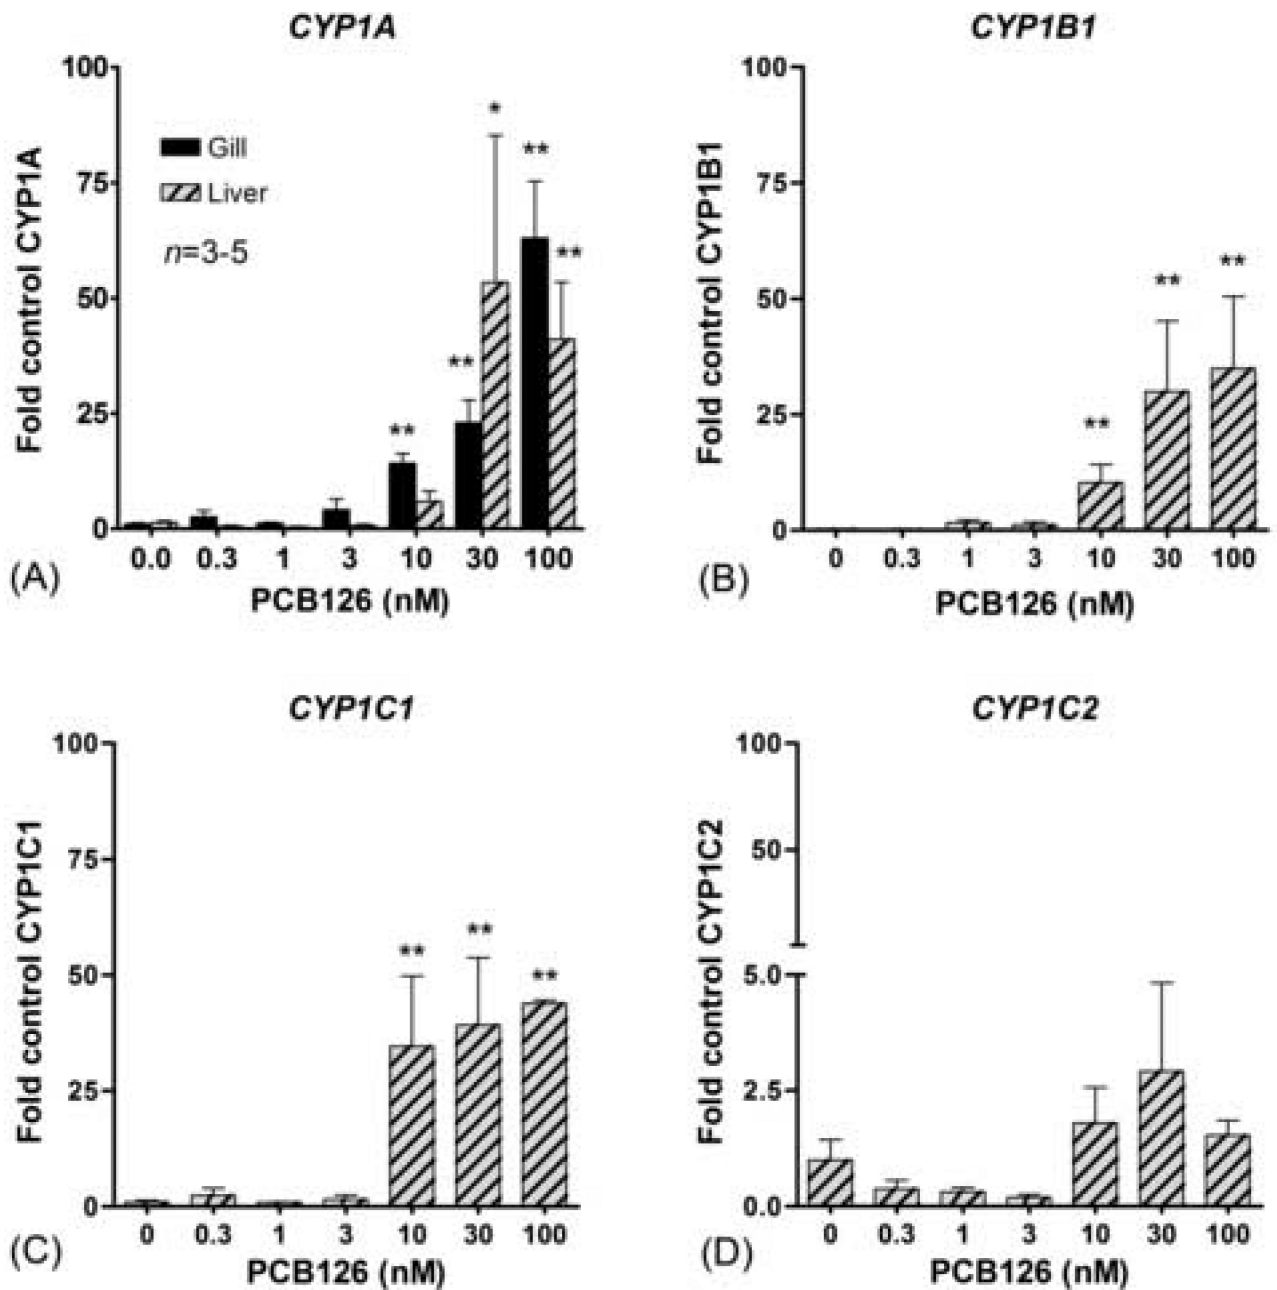 CYP1A
100
75
50
25
0
Fold control CYP1A
Gill
Liver
n=3-5
*
**
**
**
**
0.0 0.3 1 3 10 30 100
(A)
PCB126 (nM)
CYP1B1
100
75
50
25
0
Fold control CYP1B1
**
**
**
0 0.3 1 3 10 30 100
(B)
PCB126 (nM)
CYP1C1
100
75
50
25
0
Fold control CYP1C1
**
**
**
0 0.3 1 3 10 30 100
(C)
PCB126 (nM)
CYP1C2
100
50
5.0
2.5
0.0
Fold control CYP1C2
0 0.3 1 3 10 30 100
(D)
PCB126 (nM)